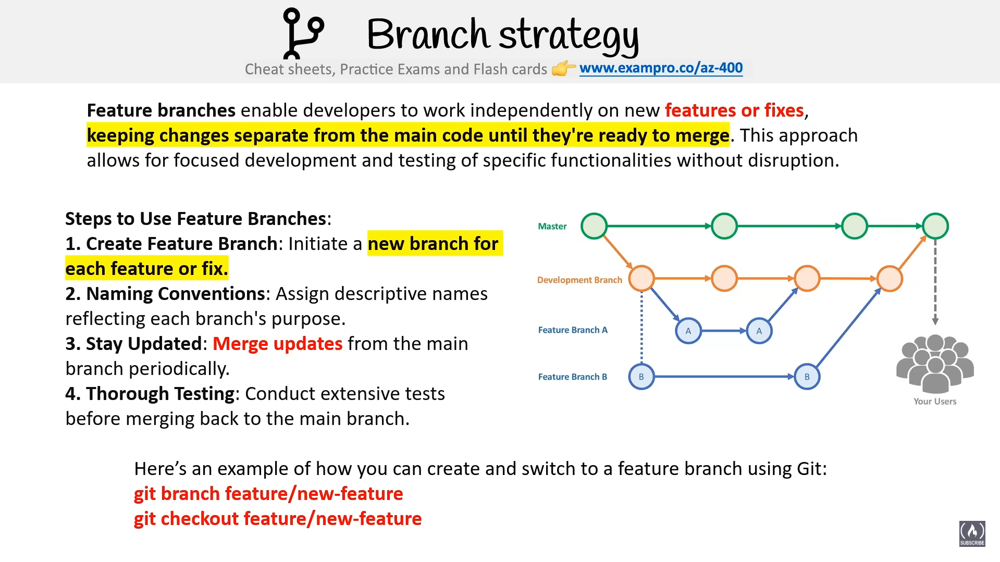 Branch strategy
Cheat sheets, Practice Exams and Flash cards 👉 www.exampro.co/az-400
Feature branches enable developers to work independently on new features or fixes,
keeping changes separate from the main code until they're ready to merge. This approach
allows for focused development and testing of specific functionalities without disruption.
Steps to Use Feature Branches:
1. Create Feature Branch: Initiate a new branch for
each feature or fix.
2. Naming Conventions: Assign descriptive names
reflecting each branch's purpose.
3. Stay Updated: Merge updates from the main
branch periodically.
4. Thorough Testing: Conduct extensive tests
before merging back to the main branch.
Master
Development Branch
Feature Branch A
A
A
Feature Branch B
B
B
Your Users
Here’s an example of how you can create and switch to a feature branch using Git:
git branch feature/new-feature
git checkout feature/new-feature
SUBSCRIBE